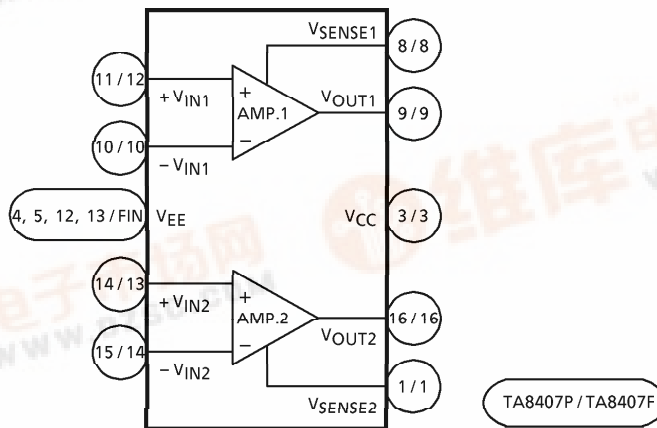 VSENSE1
8/8
11/12
+VIN1
+
AMP.1
−
VOUT1
9/9
10/10
−VIN1
4, 5, 12, 13/FIN
VEE
VCC
3/3
维库
14/13
+VIN2
+
AMP.2
−
VOUT2
16/16
15/14
−VIN2
VSENSE2
1/1
TA8407P/TA8407F